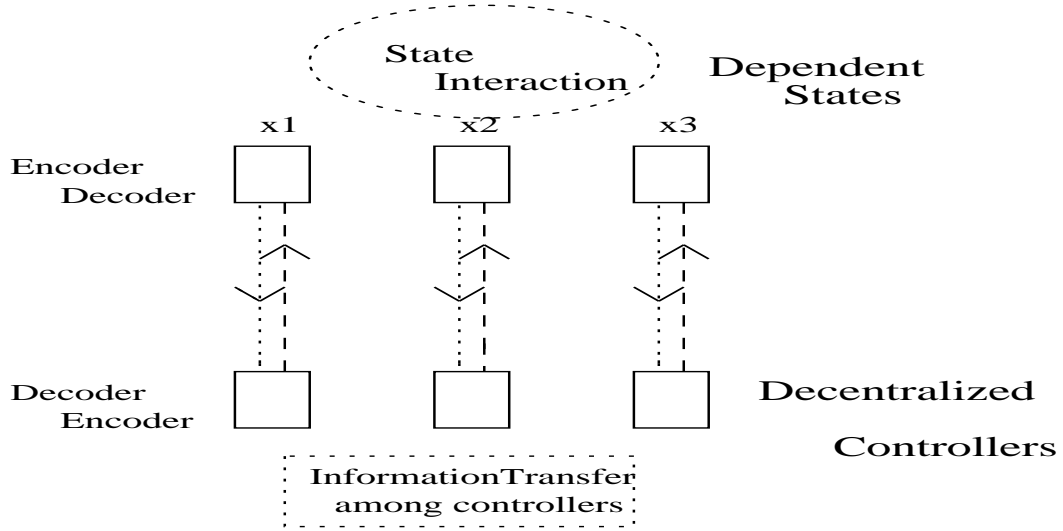 State
Interaction
Dependent
States
x1
x2
x3
Encoder
Decoder
Decoder
Encoder
Decentralized
Controllers
InformationTransfer
among controllers